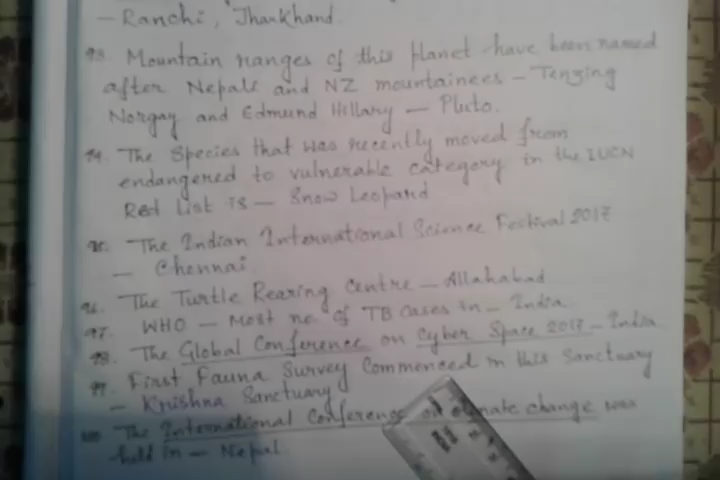 – Ranchi, Jharkhand.
93. Mountain ranges of this planet have been named
after Nepale and NZ mountainees – Tenzing
Norgay and Edmund Hillary – Pluto.
94. The Species that was recently moved from
endangered to vulnerable category in the IUCN
Red List is – Snow Leopard
95. The Indian International Science Festival 2017
– Chennai
96. The Turtle Rearing Centre – Allahabad
97. WHO – Most no. of TB Cases in – India
98. The Global Conference on Cyber Space 2017 – India
99. First Fauna Survey Commenced in this Sanctuary
– Krishna Sanctuary
100. The International Conference on climate change was
held in – Nepal.